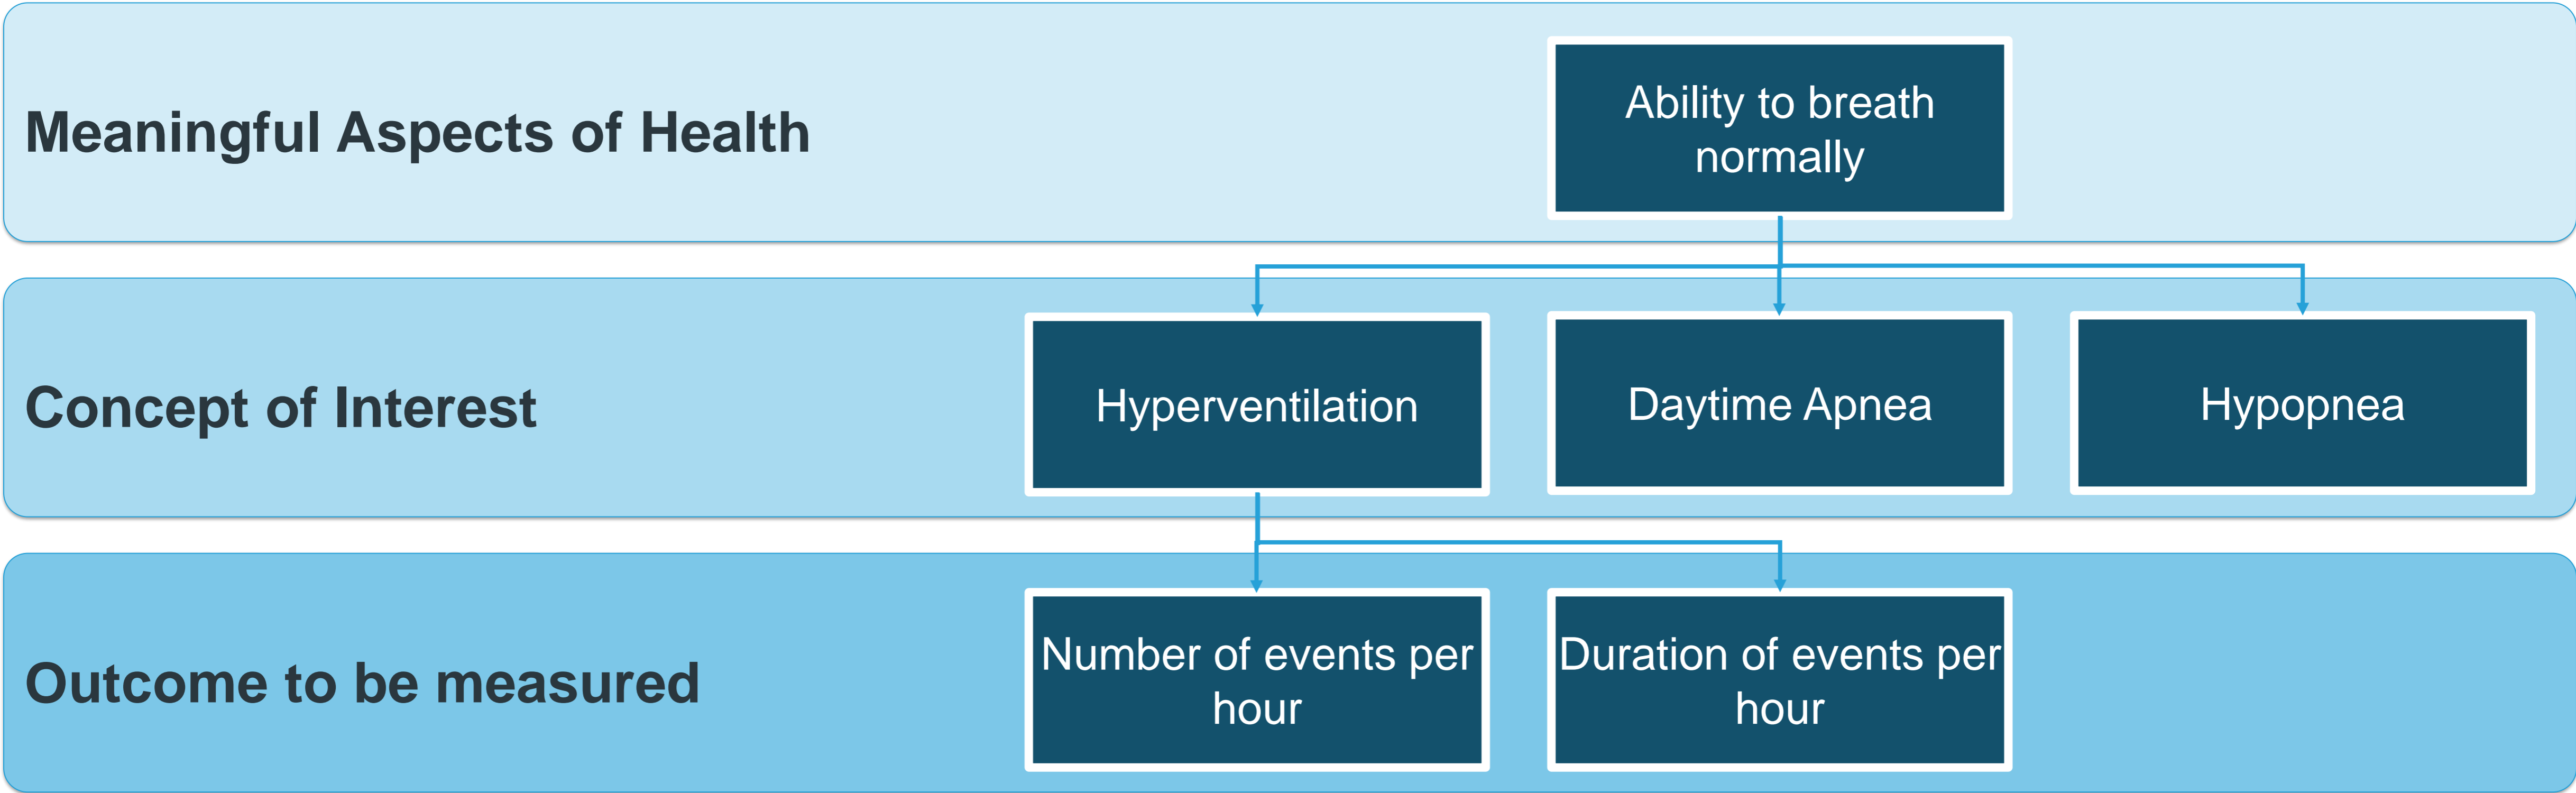 Meaningful Aspects of Health
Ability to breath
normally
Concept of Interest
Hyperventilation
Daytime Apnea
Hypopnea
Outcome to be measured
Number of events per
hour
Duration of events per
hour